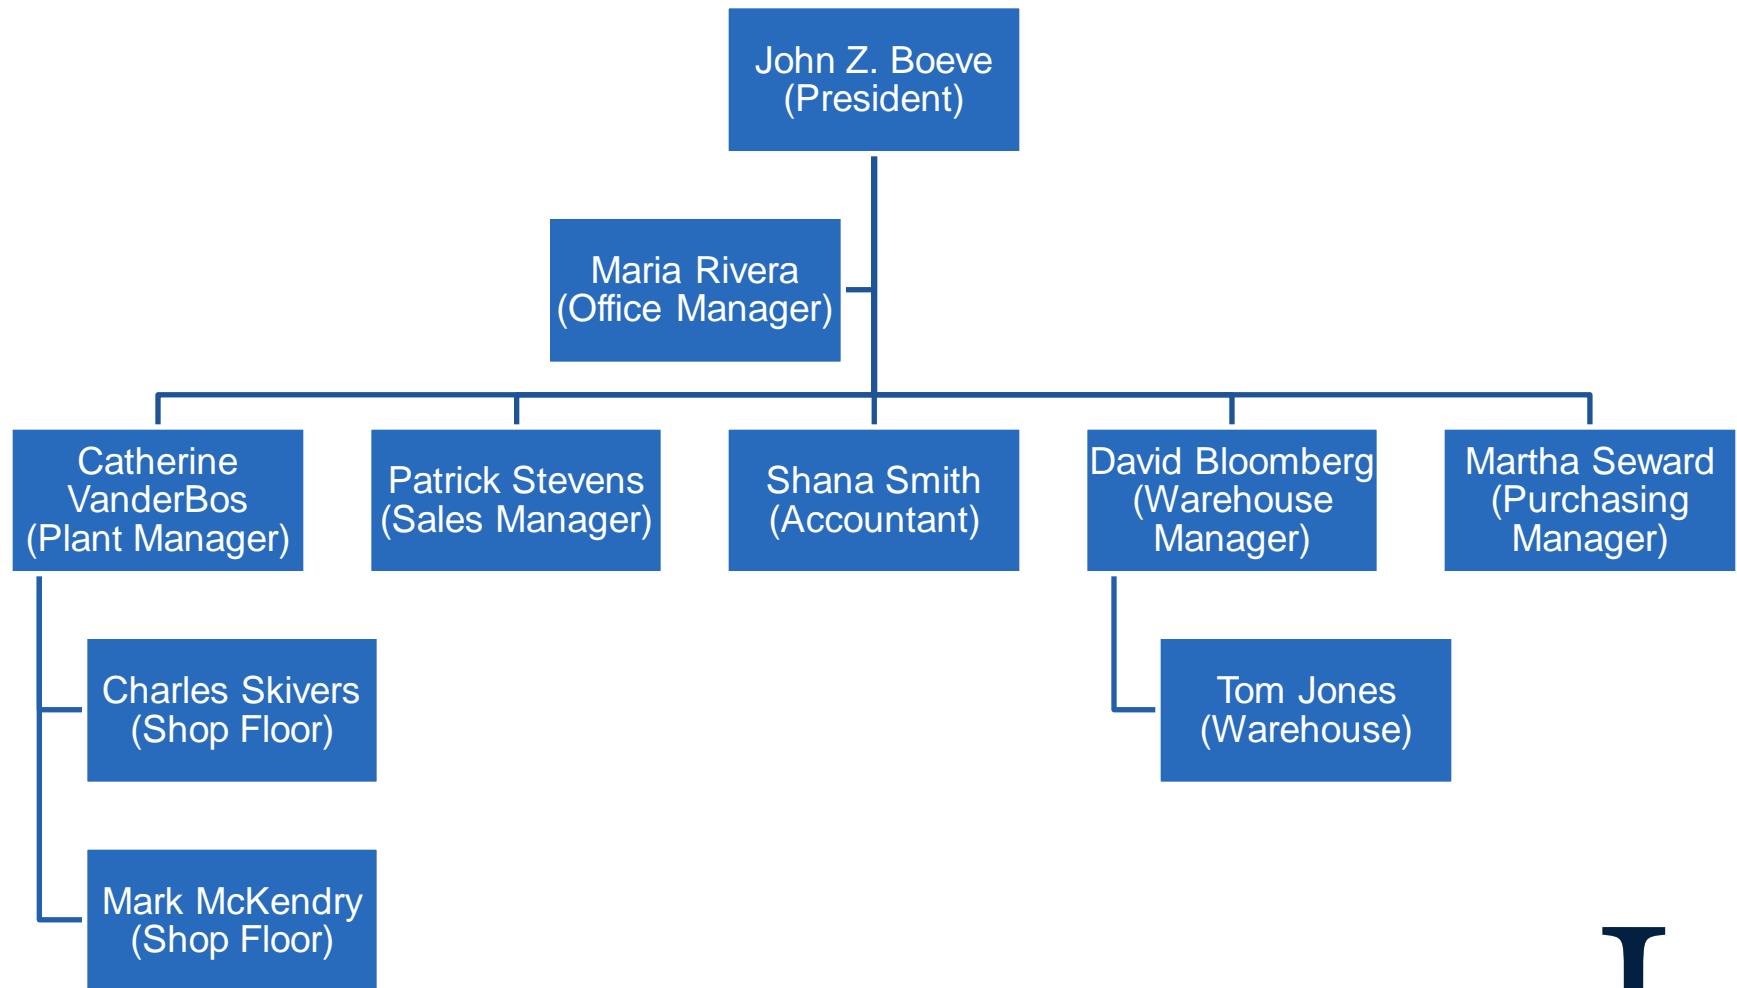 John Z. Boeve
(President)
Maria Rivera
(Office Manager)
Catherine
VanderBos
(Plant Manager)
Patrick Stevens
(Sales Manager)
Shana Smith
(Accountant)
David Bloomberg
(Warehouse
Manager)
Martha Seward
(Purchasing
Manager)
Charles Skivers
(Shop Floor)
Tom Jones
(Warehouse)
Mark McKendry
(Shop Floor)